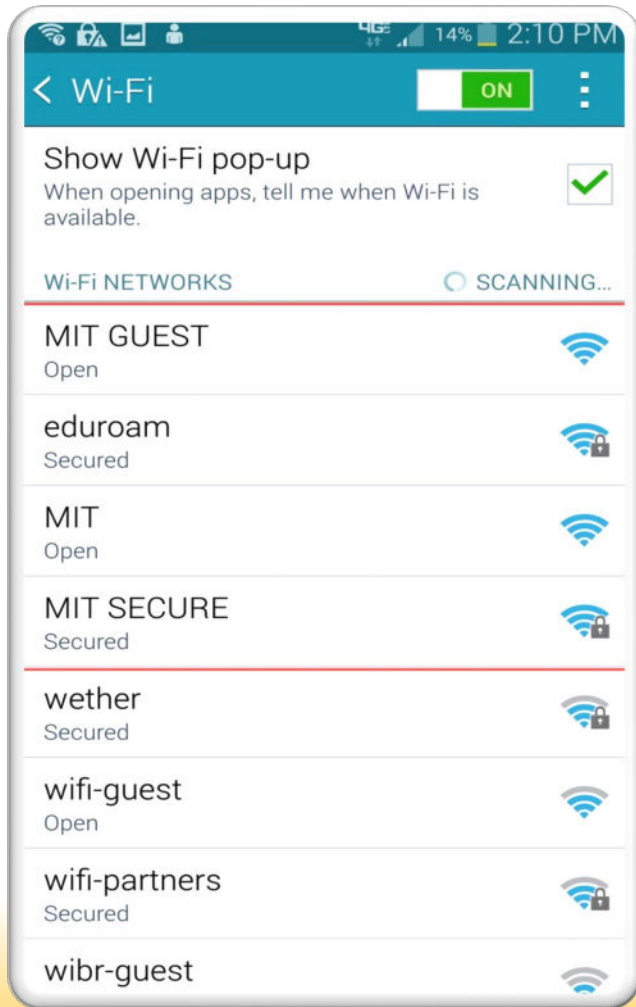 4GE 14% 2:10 PM
< Wi-Fi ON
Show Wi-Fi pop-up
When opening apps, tell me when Wi-Fi is
available.
Wi-Fi NETWORKS SCANNING...
MIT GUEST
Open
eduroam
Secured
MIT
Open
MIT SECURE
Secured
wether
Secured
wifi-guest
Open
wifi-partners
Secured
wibr-guest